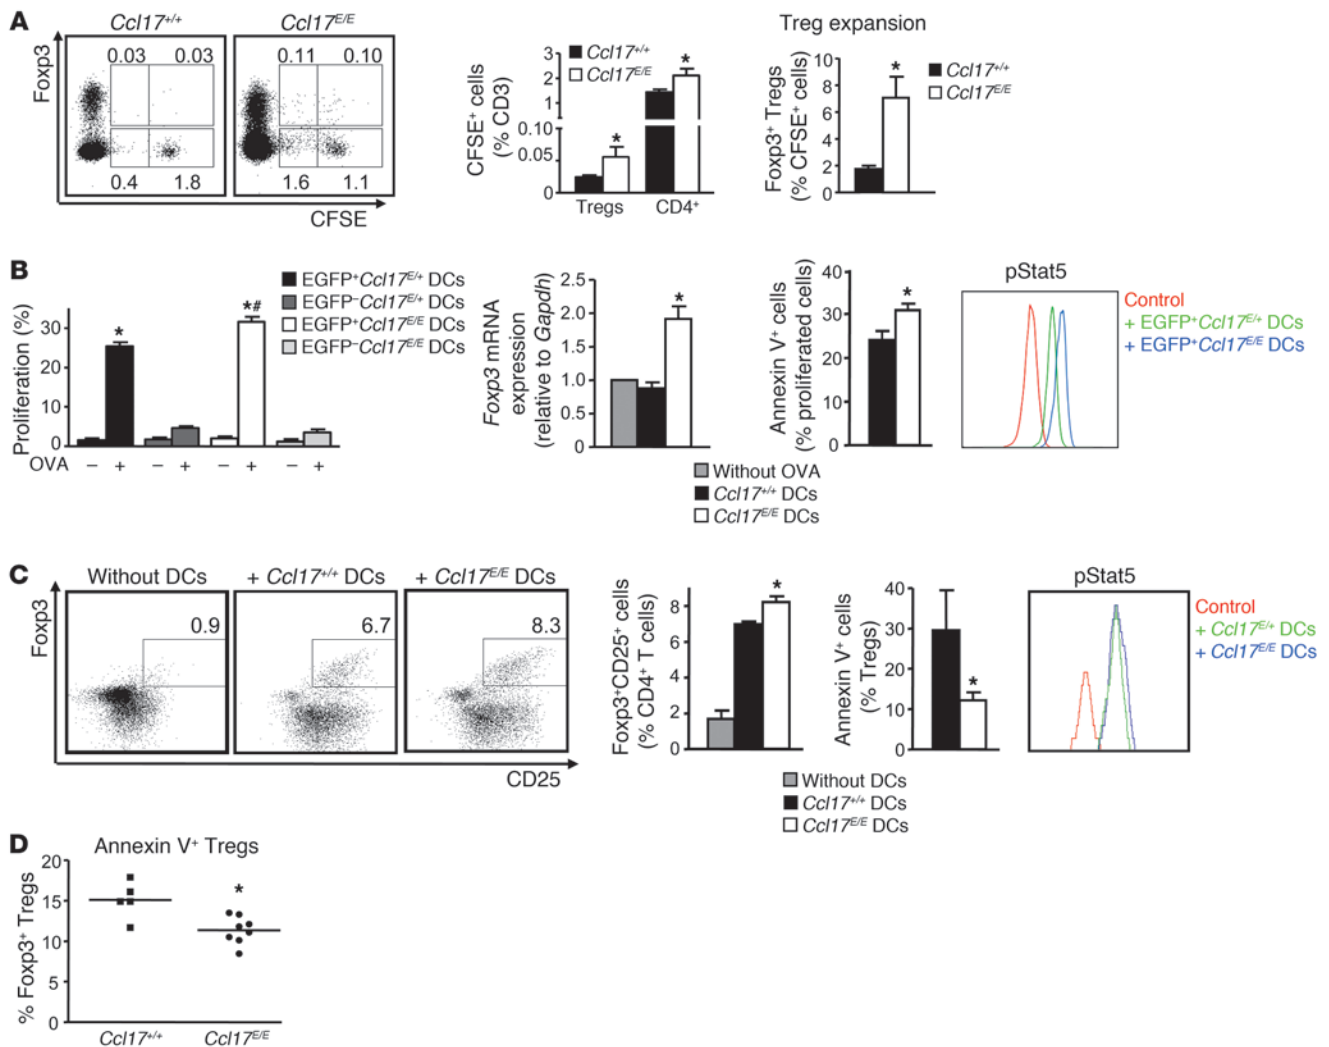 A
Ccl17+/+
Ccl17E/E
Foxp3
0.03 0.03
0.4 1.8
0.11 0.10
1.6 1.1
CFSE
CFSE+ cells
(% CD3)
3
2
1
0.10
0.05
0
Ccl17+/+
Ccl17E/E
*
*
Tregs CD4+
Treg expansion
Foxp3+ Tregs
(% CFSE+ cells)
10
8
6
4
2
0
*
Ccl17+/+
Ccl17E/E
B
Proliferation (%)
30
20
10
0
*
*#
OVA – + – + – + – +
EGFP+Ccl17E/+ DCs
EGFP–Ccl17E/+ DCs
EGFP+Ccl17E/E DCs
EGFP–Ccl17E/E DCs
Foxp3 mRNA
expression
(relative to Gapdh)
2.5
2.0
1.5
1.0
0.5
0
*
Annexin V+ cells
(% proliferated cells)
40
30
20
10
0
*
Without OVA
Ccl17+/+ DCs
Ccl17E/E DCs
pStat5
Control
+ EGFP+Ccl17E/+ DCs
+ EGFP+Ccl17E/E DCs
C
Without DCs
+ Ccl17+/+ DCs
+ Ccl17E/E DCs
Foxp3
0.9
6.7
8.3
CD25
Foxp3+CD25+ cells
(% CD4+ T cells)
8
6
4
2
0
*
Annexin V+ cells
(% Tregs)
40
30
20
10
0
*
Without DCs
Ccl17+/+ DCs
Ccl17E/E DCs
pStat5
Control
+ Ccl17E/+ DCs
+ Ccl17E/E DCs
D
Annexin V+ Tregs
% Foxp3+ Tregs
20
15
10
5
0
*
Ccl17+/+ Ccl17E/E